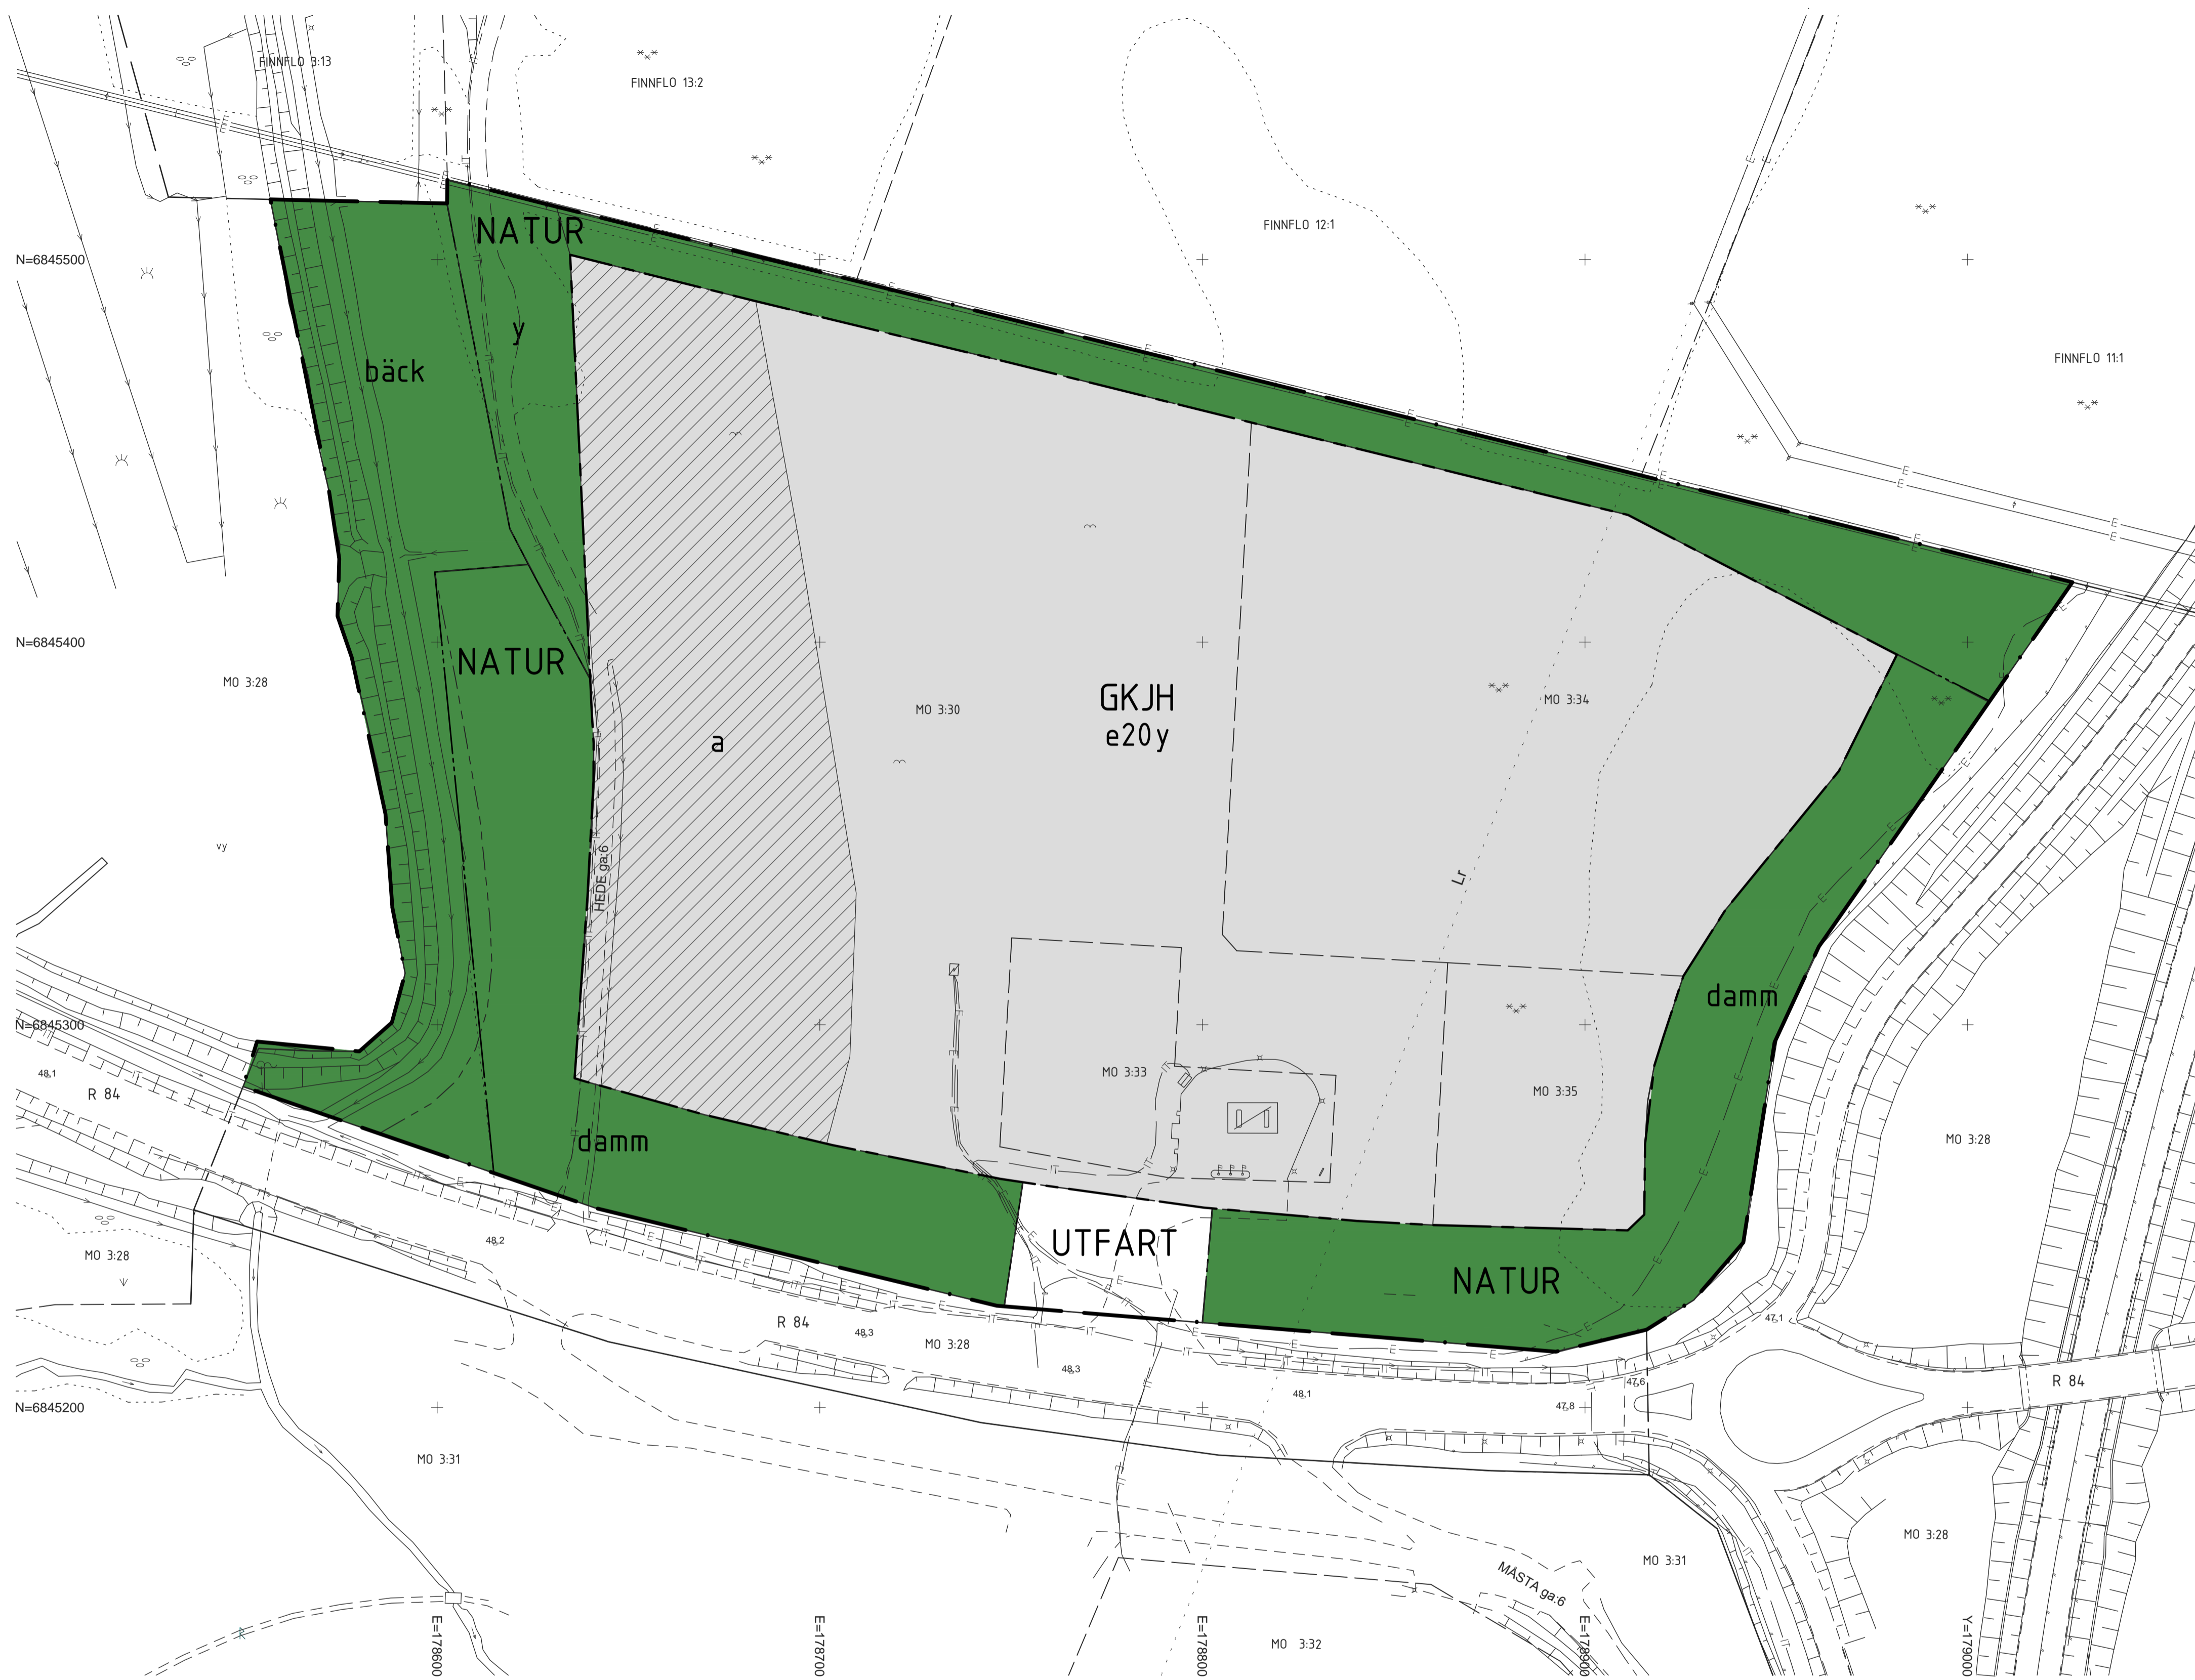 FINNFLO 3:13
FINNFLO 13:2
NATUR
FINNFLO 12:1
N=6845500
y
bäck
FINNFLO 11:1
N=6845400
NATUR
MO 3:28
GKJH
MO 3:34
MO 3:30
e20y
a
vy
HEDE ga:6
Lr
damm
N=6845300
48,1
R 84
MO 3:33
MO 3:35
damm
MO 3:28
48,2
UTFART
MO 3:28
NATUR
R 84
48,3
MO 3:28
47,1
48,3
48,1
47,6
R 84
N=6845200
47,8
MO 3:31
MO 3:28
MO 3:31
MÅSTA ga:6
MO 3:32
E=178600
E=178700
E=178800
E=178900
Y=179000